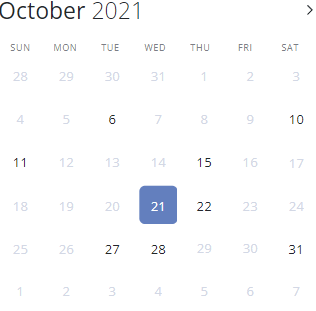 October 2021
SUN MON TUE WED THU FRI SAT
28 29 30 31 1 2 3
4 5 6 7 8 9 10
11 12 13 14 15 16 17
18 19 20 21 22 23 24
25 26 27 28 29 30 31
1 2 3 4 5 6 7